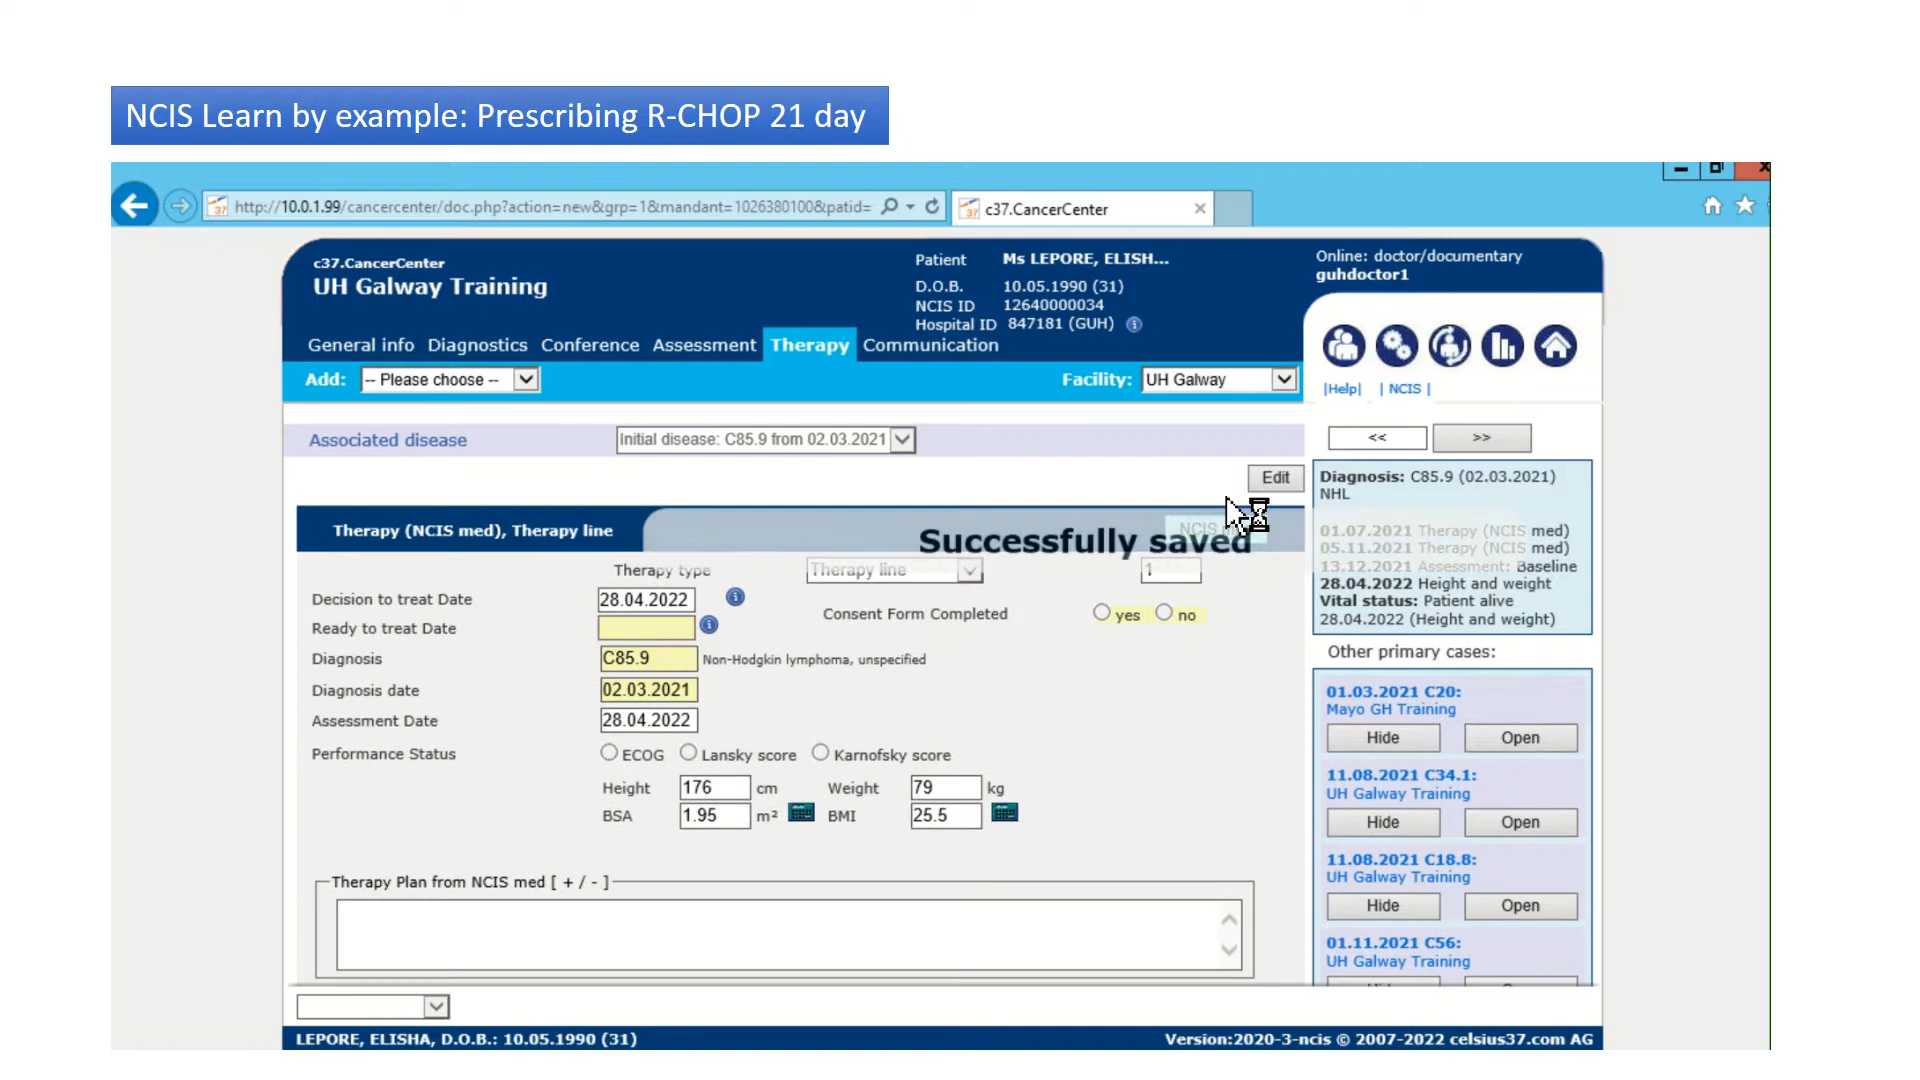 NCIS Learn by example: Prescribing R-CHOP 21 day
http://10.0.1.99/cancercenter/doc.php?action=new&grp=1&mandant=1026380100&patid=
c37.CancerCenter
c37.CancerCenter
UH Galway Training
Patient Ms LEPORE, ELISH...
D.O.B. 10.05.1990 (31)
NCIS ID 12640000034
Hospital ID 847181 (GUH)
Online: doctor/documentary
guhdoctor1
General info Diagnostics Conference Assessment Therapy Communication
Add: -- Please choose -- Facility: UH Galway
|Help| | NCIS |
Associated disease Initial disease: C85.9 from 02.03.2021
<< >>
Edit
Therapy (NCIS med), Therapy line
Successfully saved
Therapy type Therapy line 1
Decision to treat Date 28.04.2022
Consent Form Completed yes no
Ready to treat Date
Diagnosis C85.9 Non-Hodgkin lymphoma, unspecified
Diagnosis date 02.03.2021
Assessment Date 28.04.2022
Performance Status ECOG Lansky score Karnofsky score
Height 176 cm Weight 79 kg
BSA 1.95 m² BMI 25.5
Therapy Plan from NCIS med [ + / - ]
Diagnosis: C85.9 (02.03.2021)
NHL
01.07.2021 Therapy (NCIS med)
05.11.2021 Therapy (NCIS med)
13.12.2021 Assessment: Baseline
28.04.2022 Height and weight
Vital status: Patient alive
28.04.2022 (Height and weight)
Other primary cases:
01.03.2021 C20:
Mayo GH Training
Hide Open
11.08.2021 C34.1:
UH Galway Training
Hide Open
11.08.2021 C18.8:
UH Galway Training
Hide Open
01.11.2021 C56:
UH Galway Training
LEPORE, ELISHA, D.O.B.: 10.05.1990 (31)
Version:2020-3-ncis © 2007-2022 celsius37.com AG